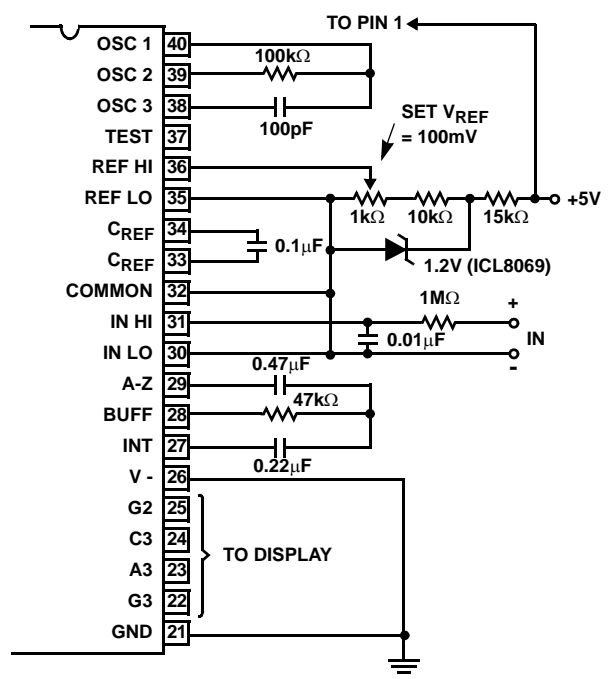 TO PIN 1
OSC 1 40
100kΩ
OSC 2 39
OSC 3 38
100pF
SET VREF
= 100mV
TEST 37
REF HI 36
REF LO 35
1kΩ 10kΩ 15kΩ
+5V
CREF 34
0.1μF
CREF 33
1.2V (ICL8069)
COMMON 32
1MΩ
+
IN HI 31
0.01μF
IN
IN LO 30
-
0.47μF
A-Z 29
47kΩ
BUFF 28
INT 27
0.22μF
V - 26
G2 25
C3 24
TO DISPLAY
A3 23
G3 22
GND 21